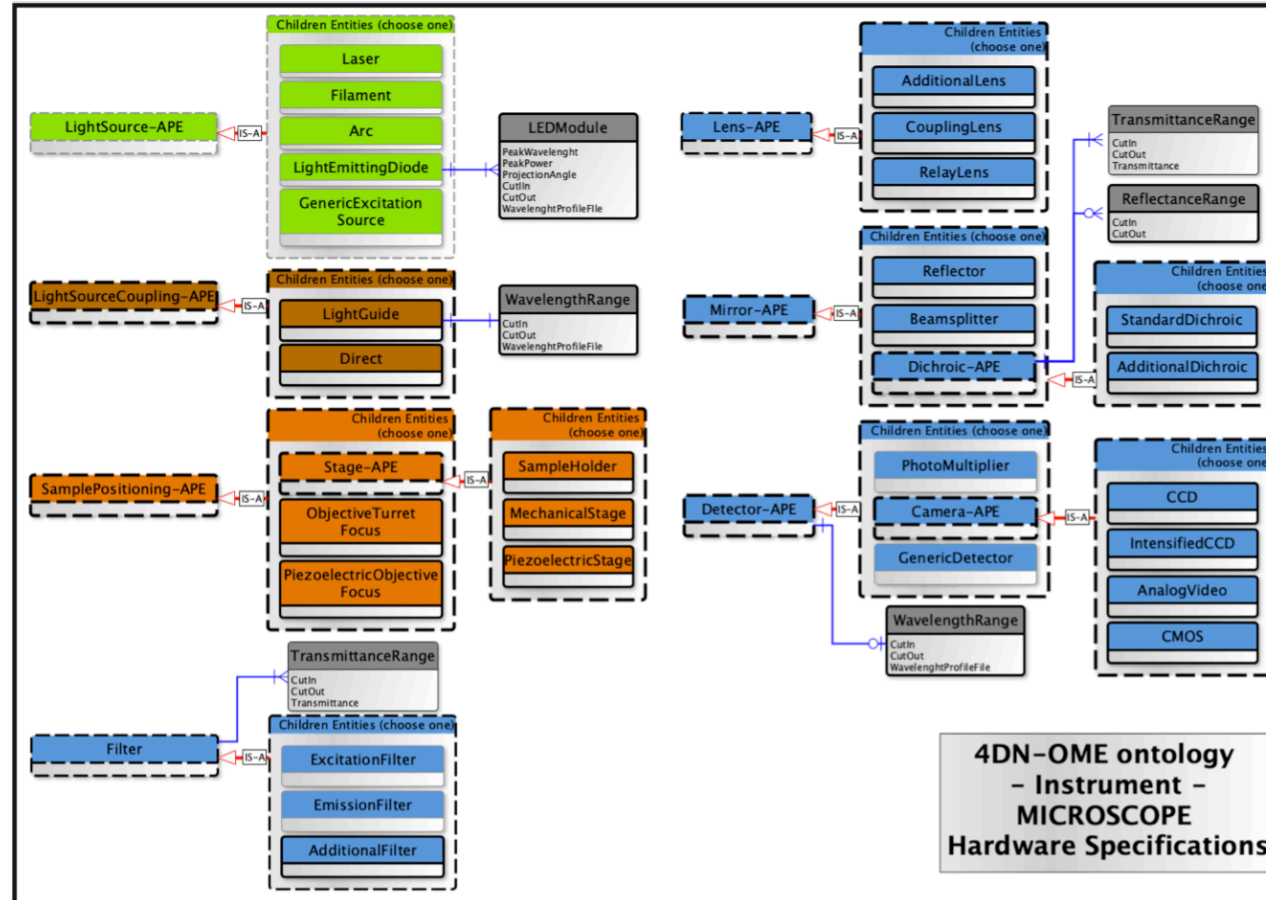 Children Entities (choose one)
Laser
Filament
Arc
LightEmittingDiode
GenericExcitation
Source
LightSource-APE
IS-A
LEDModule
PeakWavelenght
PeakPower
ProjectionAngle
CutIn
CutOut
WavelenghtProfileFIle
Children Entities (choose one)
LightGuide
Direct
LightSourceCoupling-APE
IS-A
WavelengthRange
CutIn
CutOut
WavelenghtProfileFile
Children Entities
(choose one)
Stage-APE
ObjectiveTurret
Focus
PiezoelectricObjective
Focus
SamplePositioning-APE
IS-A
IS-A
Children Entities
(choose one)
SampleHolder
MechanicalStage
PiezoelectricStage
TransmittanceRange
CutIn
CutOut
Transmittance
Filter
IS-A
Children Entities (choose one)
ExcitationFilter
EmissionFilter
AdditionalFilter
Children Entities
(choose one)
AdditionalLens
CouplingLens
RelayLens
Lens-APE
IS-A
TransmittanceRange
CutIn
CutOut
Transmittance
ReflectanceRange
CutIn
CutOut
Children Entities (choose one)
Reflector
Beamsplitter
Dichroic-APE
Mirror-APE
IS-A
IS-A
Children Entities
(choose one
StandardDichroic
AdditionalDichroic
Children Entities (choose one)
PhotoMultiplier
Camera-APE
GenericDetector
Detector-APE
IS-A
IS-A
Children Entities
(choose one
CCD
IntensifiedCCD
AnalogVideo
CMOS
WavelengthRange
CutIn
CutOut
WavelenghtProfileFile
4DN-OME ontology
- Instrument -
MICROSCOPE
Hardware Specifications